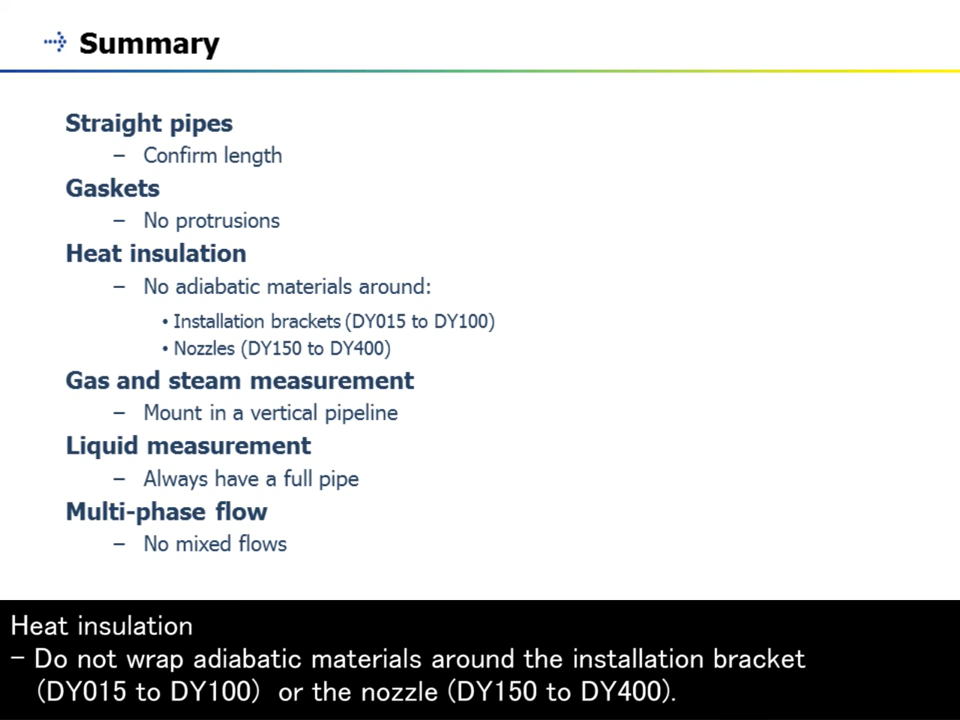 Summary
Straight pipes
– Confirm length
Gaskets
– No protrusions
Heat insulation
– No adiabatic materials around:
• Installation brackets (DY015 to DY100)
• Nozzles (DY150 to DY400)
Gas and steam measurement
– Mount in a vertical pipeline
Liquid measurement
– Always have a full pipe
Multi-phase flow
– No mixed flows
Heat insulation
– Do not wrap adiabatic materials around the installation bracket
(DY015 to DY100) or the nozzle (DY150 to DY400).